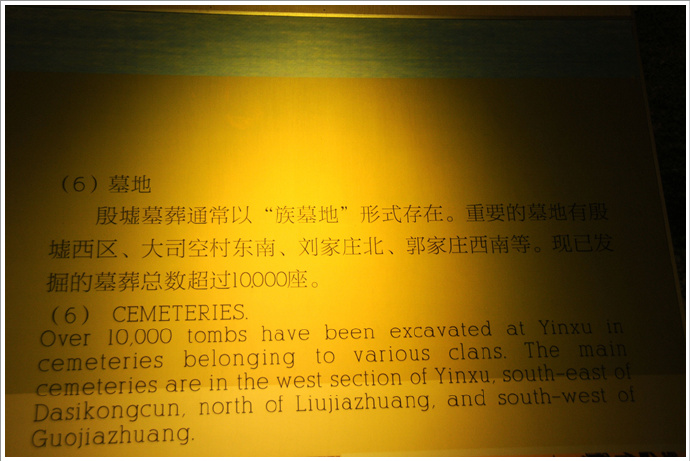 （6）墓地
殷墟墓葬通常以“族墓地”形式存在。重要的墓地有殷
墟西区、大司空村东南、刘家庄北、郭家庄西南等。现已发
掘的墓葬总数超过10,000座。
（6） CEMETERIES.
Over 10,000 tombs have been excavated at Yinxu in
cemeteries belonging to various clans. The main
cemeteries are in the west section of Yinxu, south-east of
Dasikongcun, north of Liujiazhuang, and south-west of
Guojiazhuang.